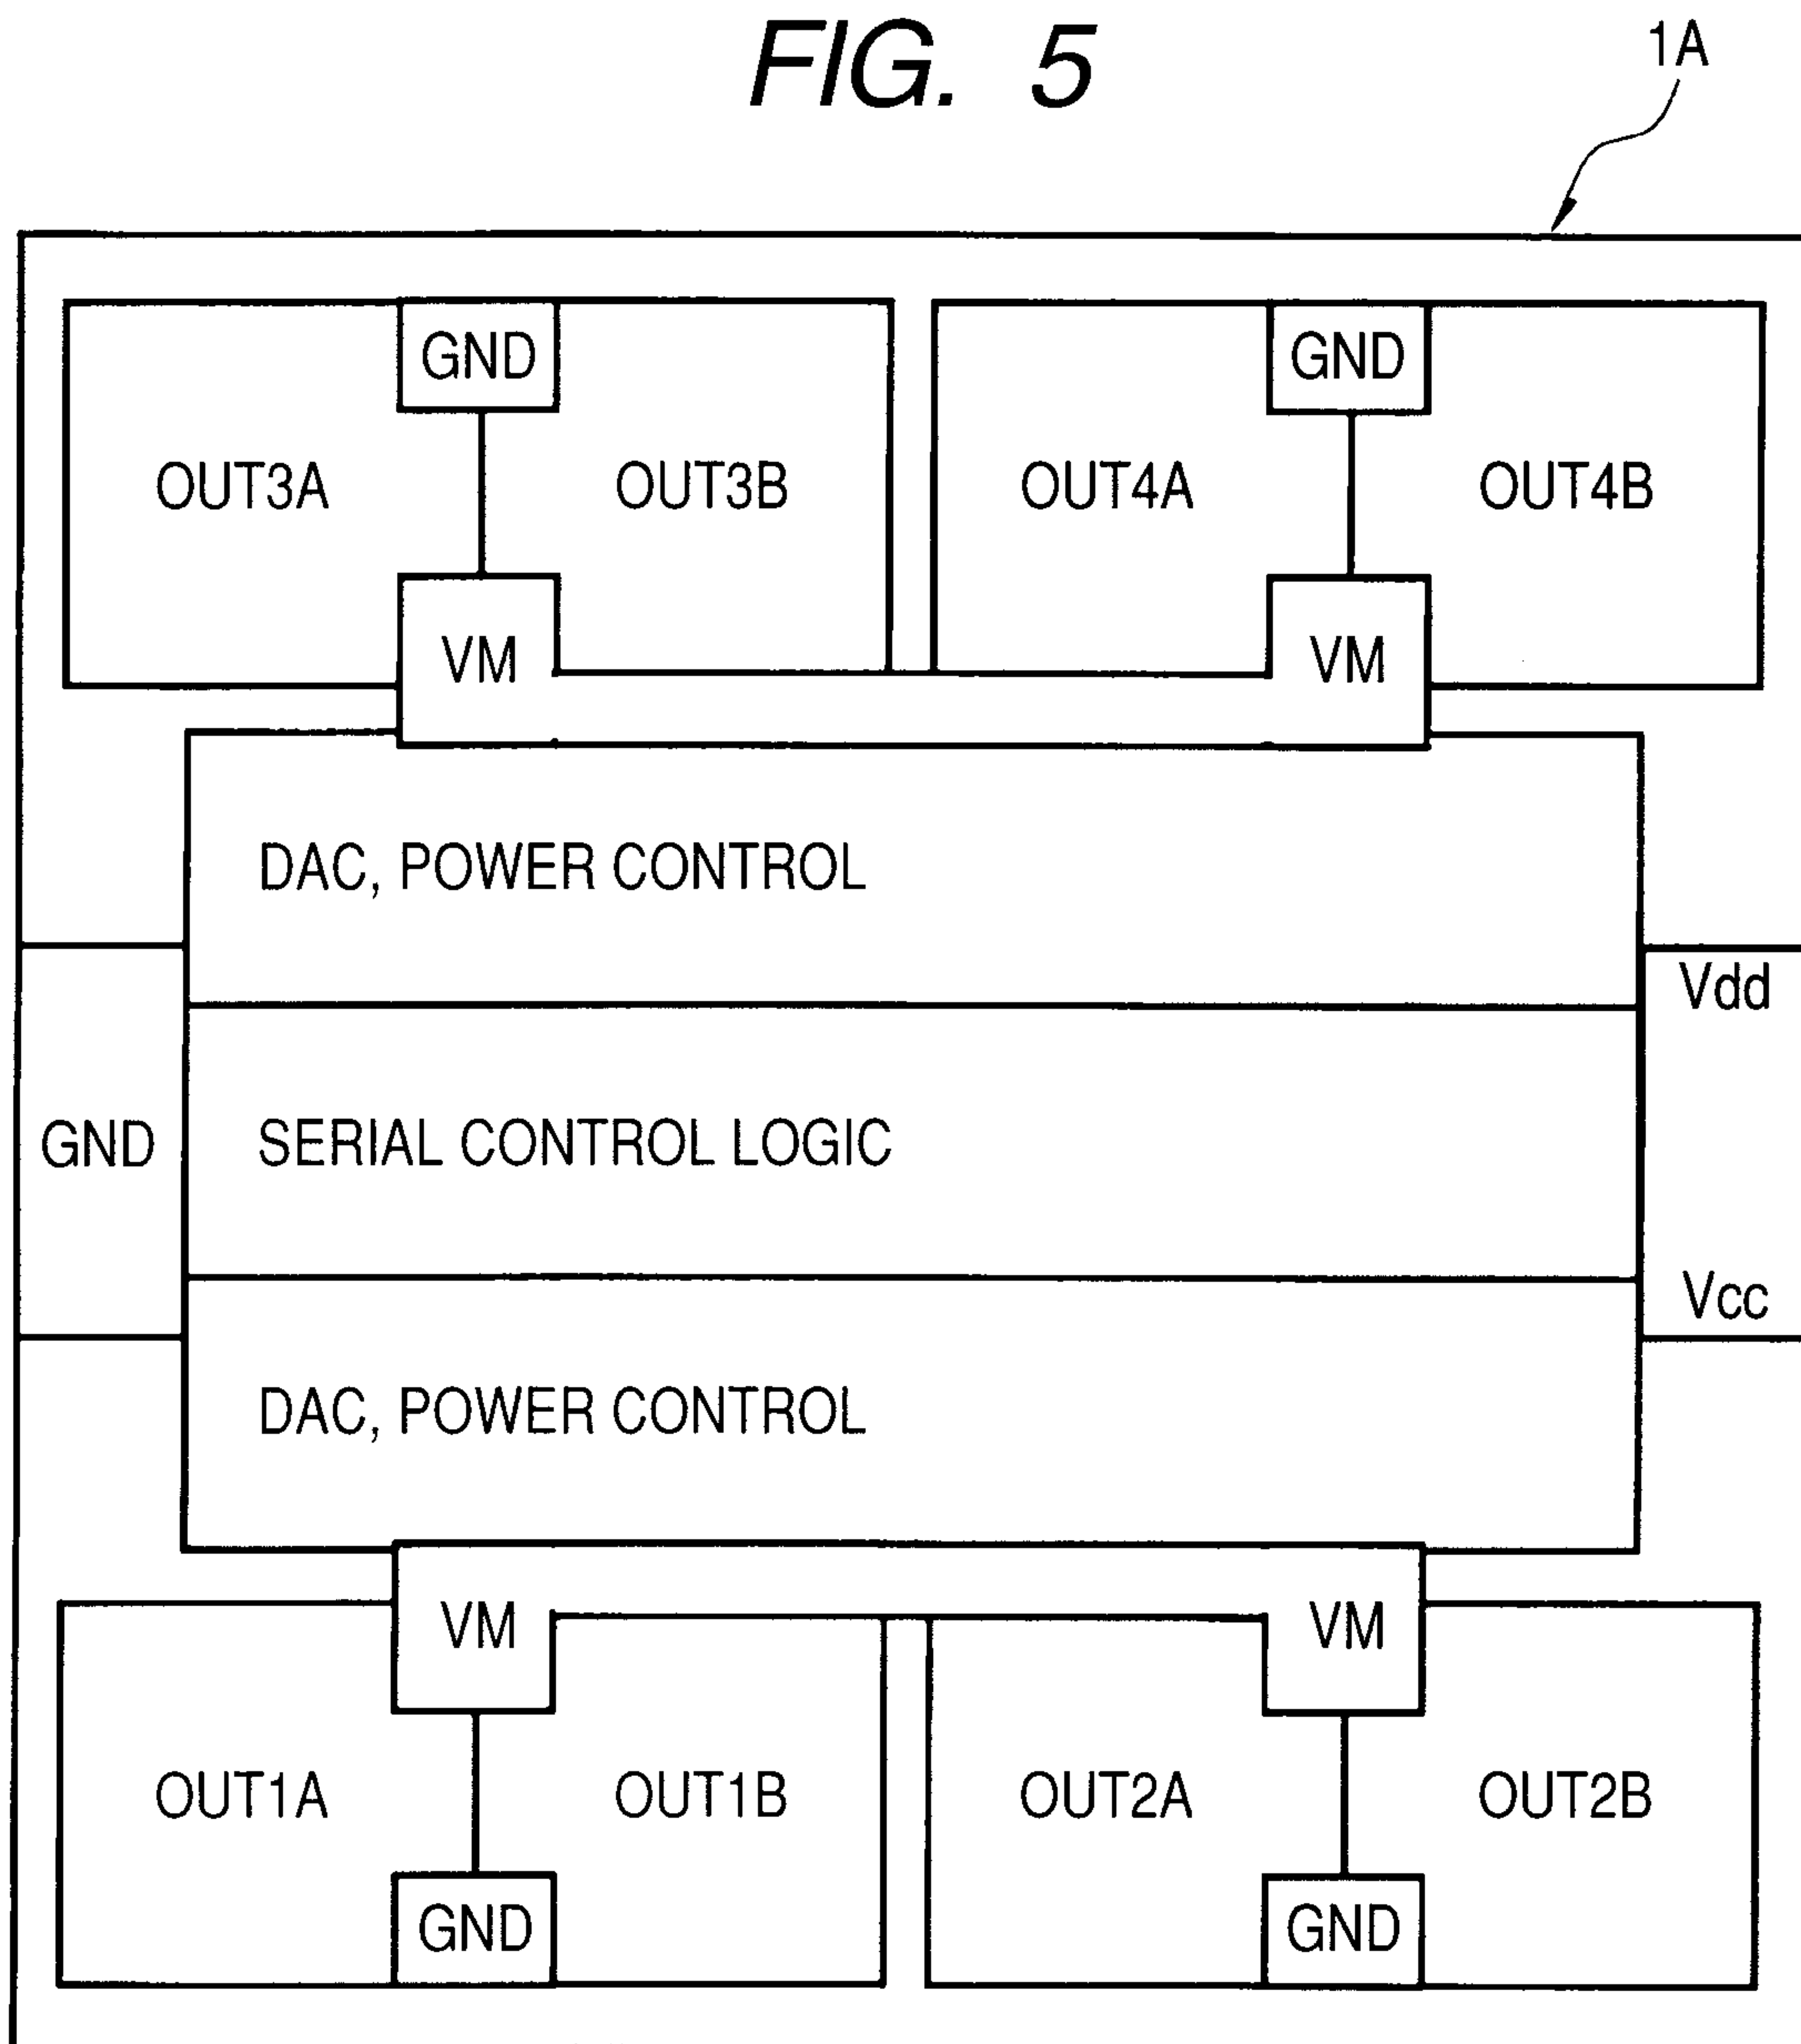 FIG. 5
1A
GND GND
OUT3A OUT3B OUT4A OUT4B
VM VM
DAC, POWER CONTROL
Vdd
GND SERIAL CONTROL LOGIC
Vcc
DAC, POWER CONTROL
VM VM
OUT1A OUT1B OUT2A OUT2B
GND GND